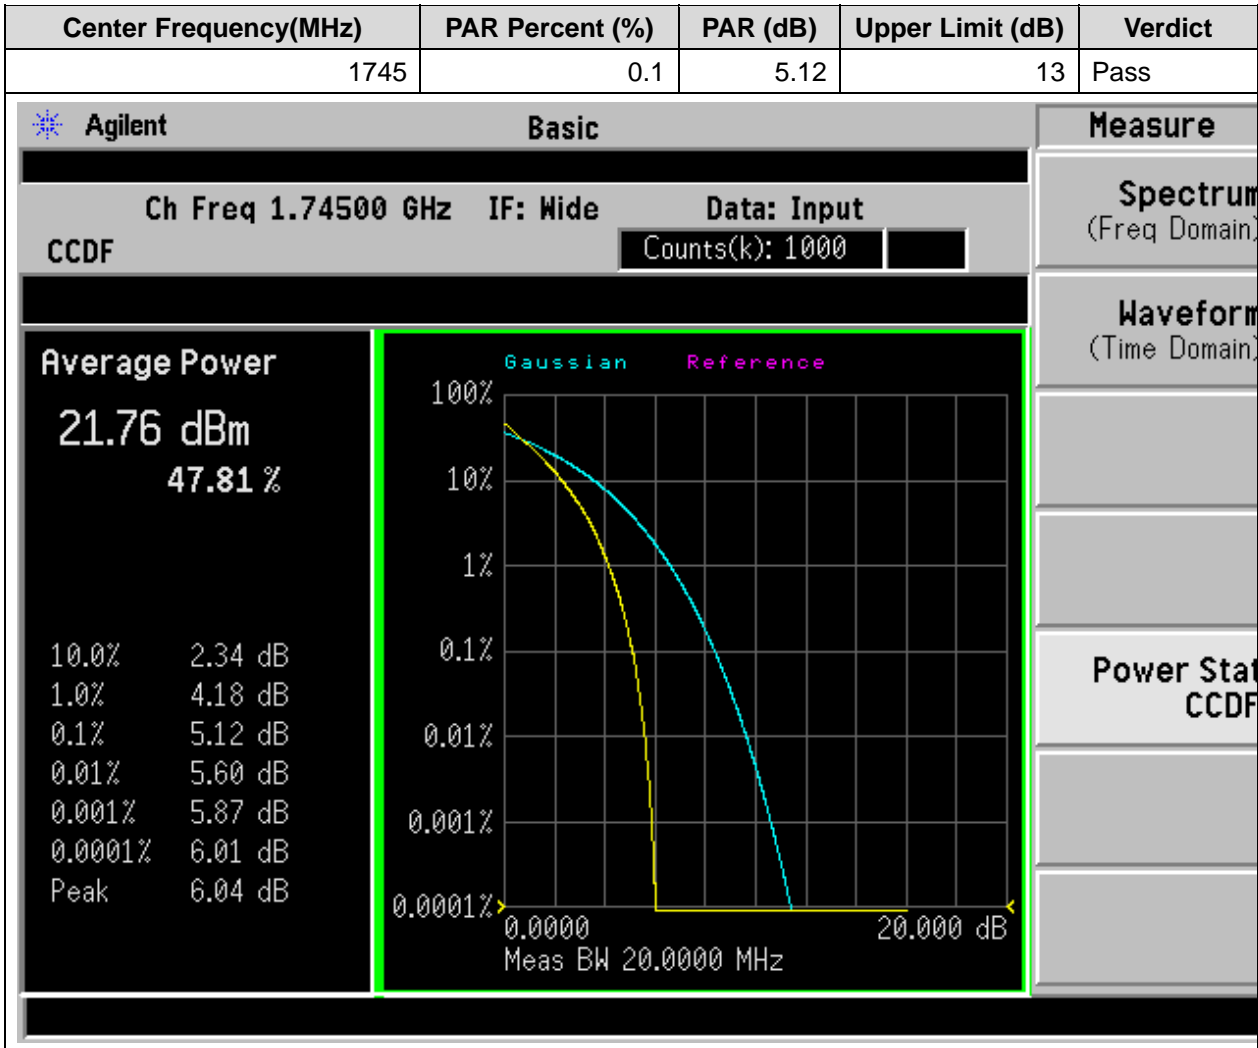 Center Frequency(MHz) PAR Percent (%) PAR (dB) Upper Limit (dB) Verdict
1745 0.1 5.12 13 Pass
Agilent Basic Measure
Ch Freq 1.74500 GHz IF: Wide Data: Input
CCDF Counts(k): 1000
Average Power
21.76 dBm
47.81 %
10.0% 2.34 dB
1.0% 4.18 dB
0.1% 5.12 dB
0.01% 5.60 dB
0.001% 5.87 dB
0.0001% 6.01 dB
Peak 6.04 dB
Gaussian Reference
100%
10%
1%
0.1%
0.01%
0.001%
0.0001%
0.0000 20.000 dB
Meas BW 20.0000 MHz
Spectrum
(Freq Domain)
Waveform
(Time Domain)
Power Stat
CCDF